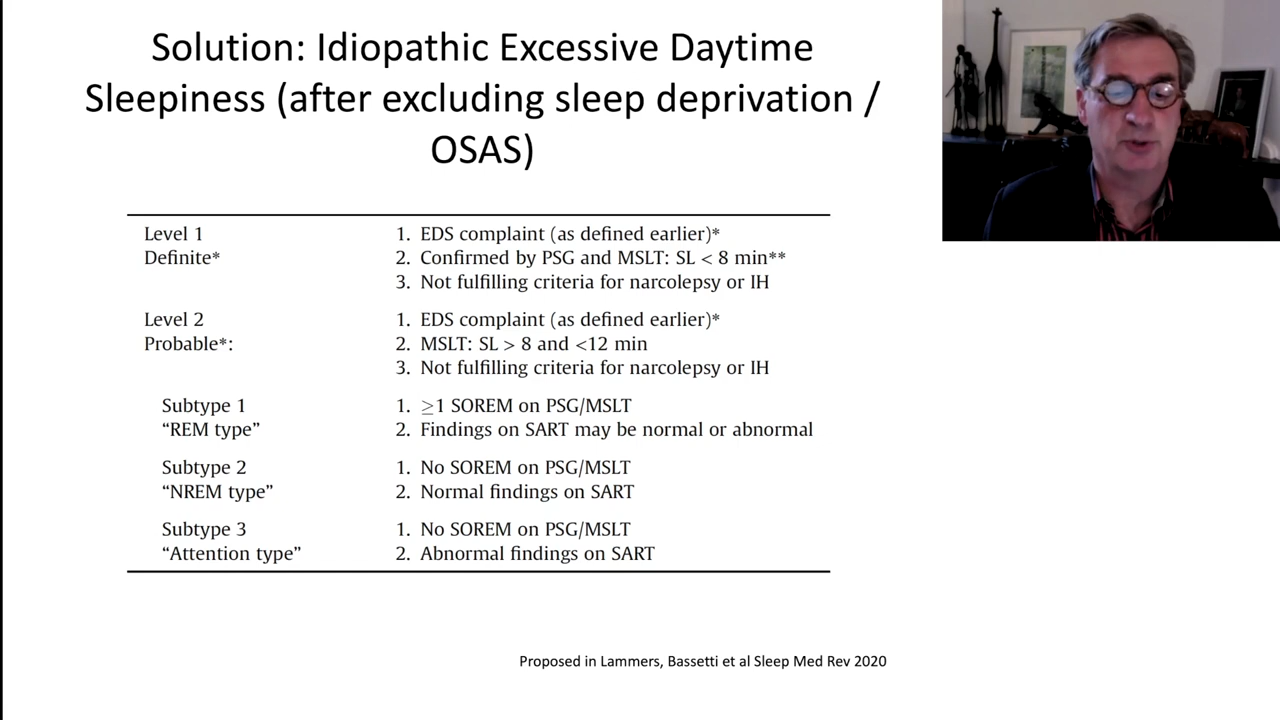 Solution: Idiopathic Excessive Daytime
Sleepiness (after excluding sleep deprivation /
OSAS)
Level 1 1. EDS complaint (as defined earlier)*
Definite* 2. Confirmed by PSG and MSLT: SL < 8 min**
3. Not fulfilling criteria for narcolepsy or IH
Level 2 1. EDS complaint (as defined earlier)*
Probable*: 2. MSLT: SL > 8 and <12 min
3. Not fulfilling criteria for narcolepsy or IH
Subtype 1 1. ≥1 SOREM on PSG/MSLT
“REM type” 2. Findings on SART may be normal or abnormal
Subtype 2 1. No SOREM on PSG/MSLT
“NREM type” 2. Normal findings on SART
Subtype 3 1. No SOREM on PSG/MSLT
“Attention type” 2. Abnormal findings on SART
Proposed in Lammers, Bassetti et al Sleep Med Rev 2020